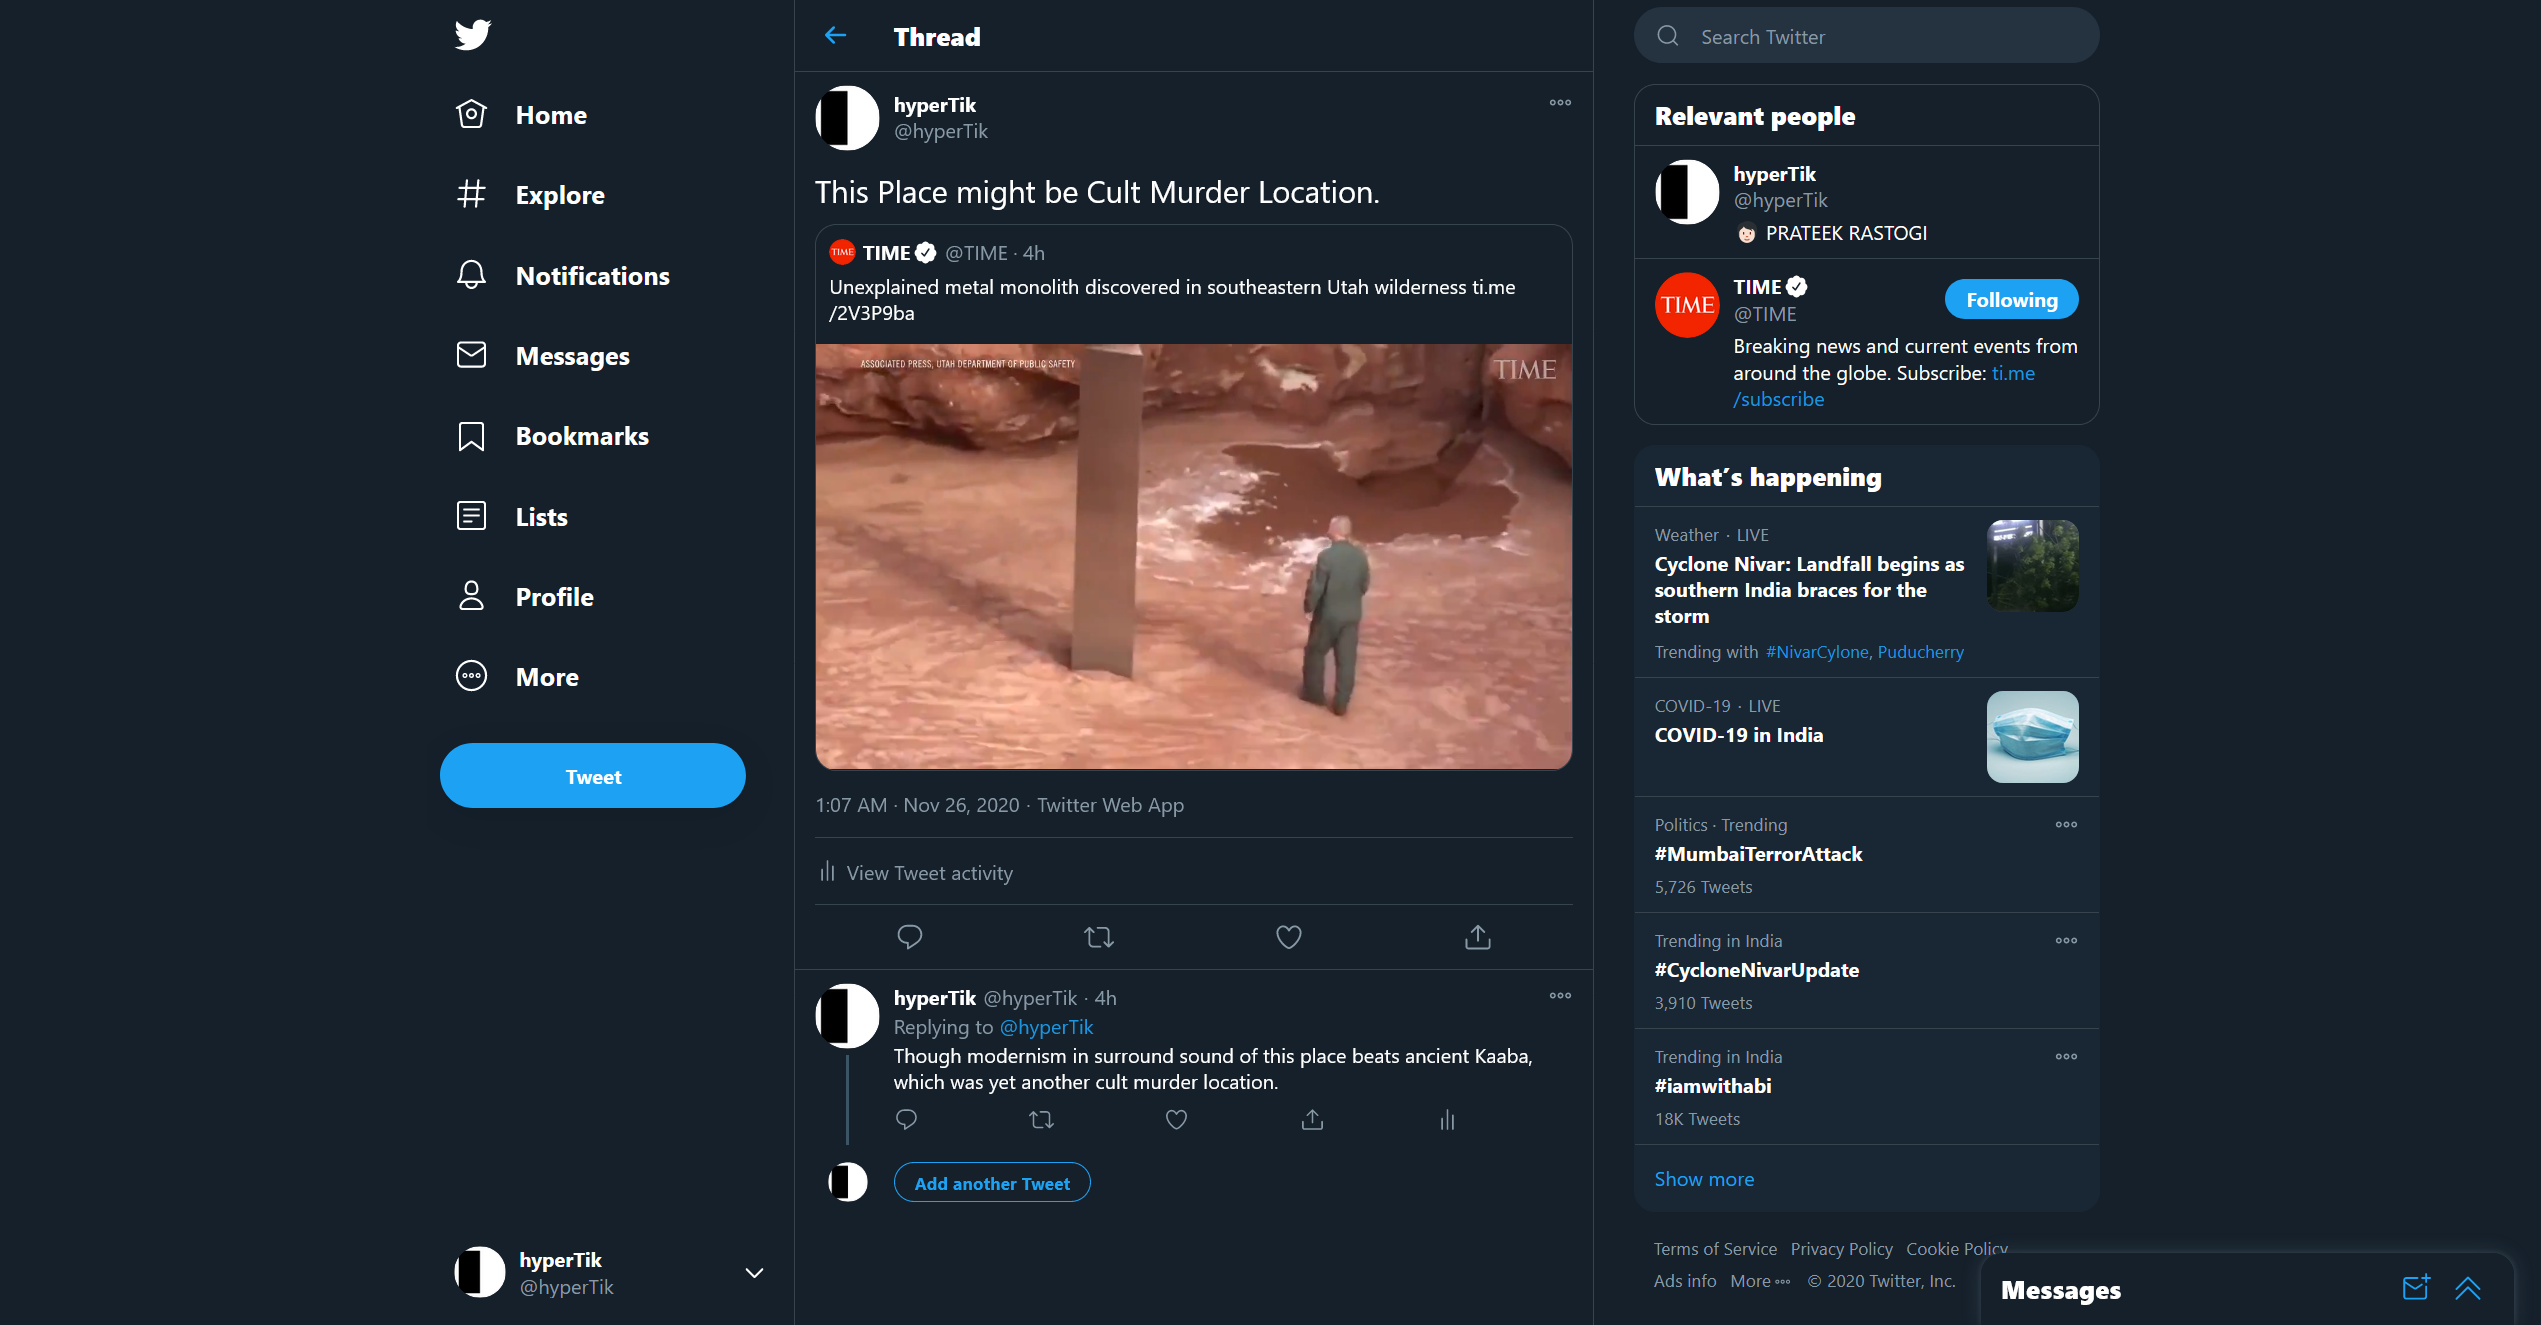 Home
Explore
Notifications
Messages
Bookmarks
Lists
Profile
More
Tweet
hyperTik
@hyperTik
Thread
hyperTik
@hyperTik
This Place might be Cult Murder Location.
TIME
TIME @TIME · 4h
Unexplained metal monolith discovered in southeastern Utah wilderness ti.me
/2V3P9ba
ASSOCIATED PRESS, UTAH DEPARTMENT OF PUBLIC SAFETY
TIME
1:07 AM · Nov 26, 2020 · Twitter Web App
View Tweet activity
hyperTik @hyperTik · 4h
Replying to @hyperTik
Though modernism in surround sound of this place beats ancient Kaaba,
which was yet another cult murder location.
Add another Tweet
Search Twitter
Relevant people
hyperTik
@hyperTik
PRATEEK RASTOGI
TIME
TIME
@TIME
Following
Breaking news and current events from
around the globe. Subscribe: ti.me
/subscribe
What's happening
Weather · LIVE
Cyclone Nivar: Landfall begins as
southern India braces for the
storm
Trending with #NivarCylone, Puducherry
COVID-19 · LIVE
COVID-19 in India
Politics · Trending
#MumbaiTerrorAttack
5,726 Tweets
Trending in India
#CycloneNivarUpdate
3,910 Tweets
Trending in India
#iamwithabi
18K Tweets
Show more
Terms of Service Privacy Policy Cookie Policy
Ads info More © 2020 Twitter, Inc.
Messages